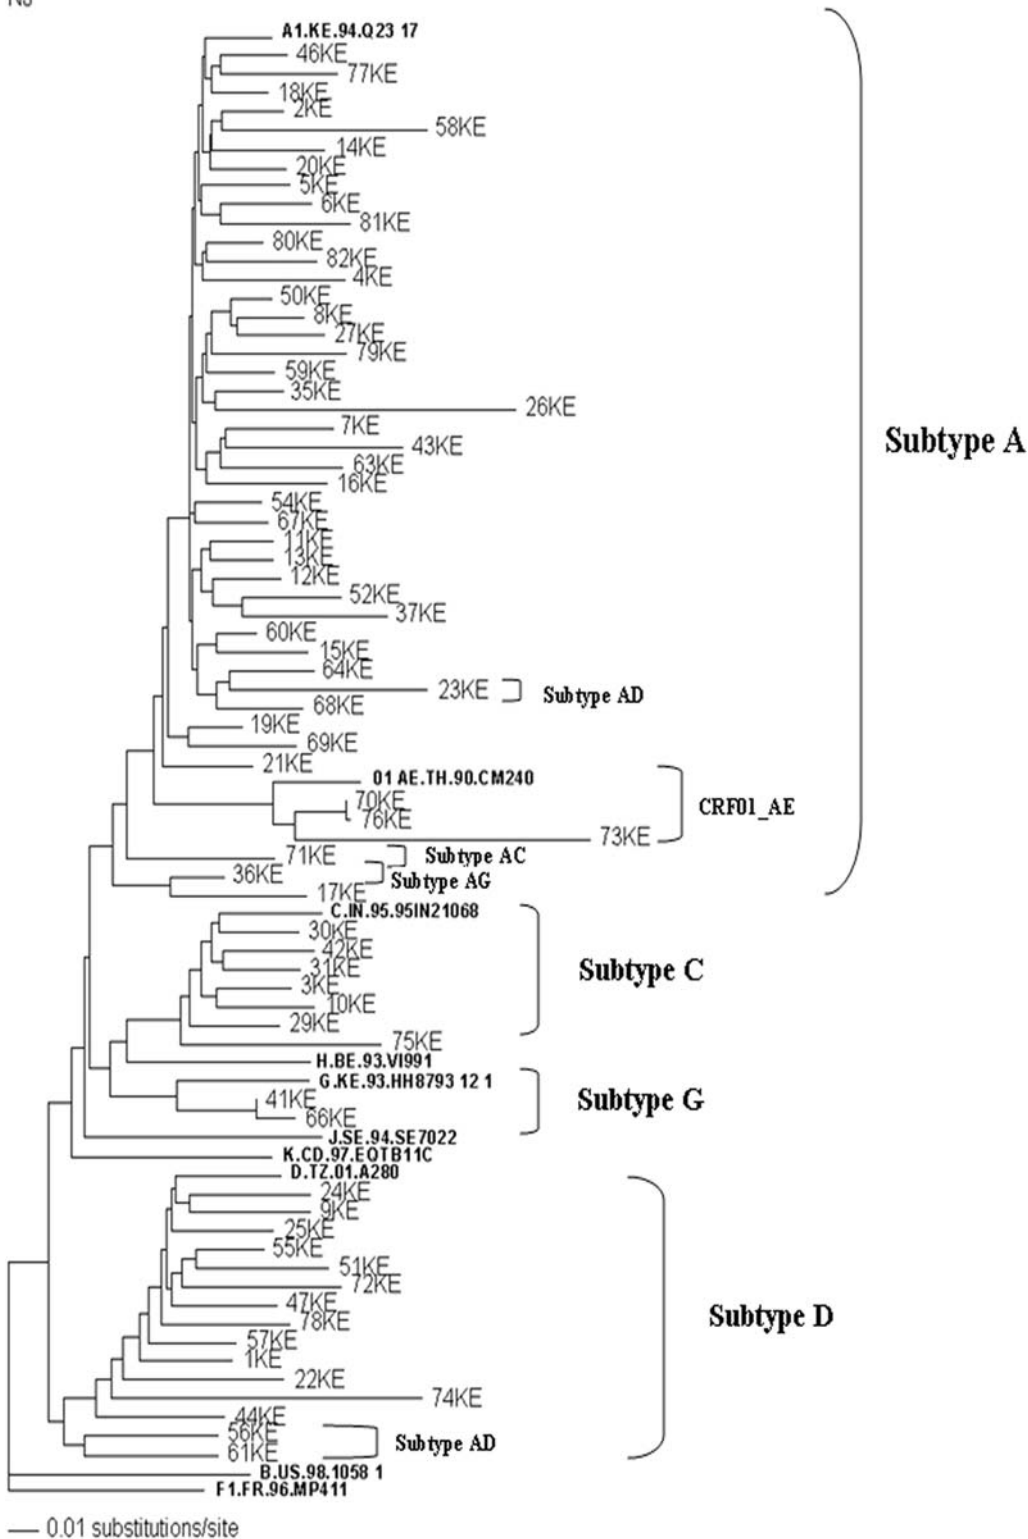 NJ
A1.KE.94.Q23 17
46KE
77KE
18KE
2KE
58KE
14KE
20KE
5KE
6KE
81KE
80KE
82KE
4KE
50KE
8KE
27KE
79KE
59KE
35KE
26KE
7KE
43KE
Subtype A
63KE
16KE
54KE
67KE
11KE
13KE
12KE
52KE
37KE
60KE
15KE
64KE
23KE Subtype AD
68KE
19KE
69KE
21KE
01 AE.TH.90.CM240
70KE
CRF01_AE
76KE
73KE
71KE Subtype AC
36KE Subtype AG
17KE
C.IN.95.95IN21068
30KE
42KE
31KE
Subtype C
3KE
10KE
29KE
75KE
H.BE.93.VI991
G.KE.93.HH8793 12 1
41KE
Subtype G
66KE
J.SE.94.SE7022
K.CD.97.EQTB11C
D.TZ.01.A280
24KE
9KE
25KE
55KE
51KE
72KE
47KE
78KE
Subtype D
57KE
1KE
22KE
74KE
44KE
56KE
Subtype AD
61KE
B.US.98.1058 1
F1.FR.96.MP411
0.01 substitutions/site